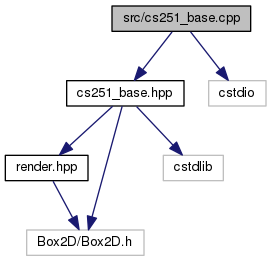 src/cs251_base.cpp
cs251_base.hpp
cstdio
render.hpp
cstdlib
Box2D/Box2D.h